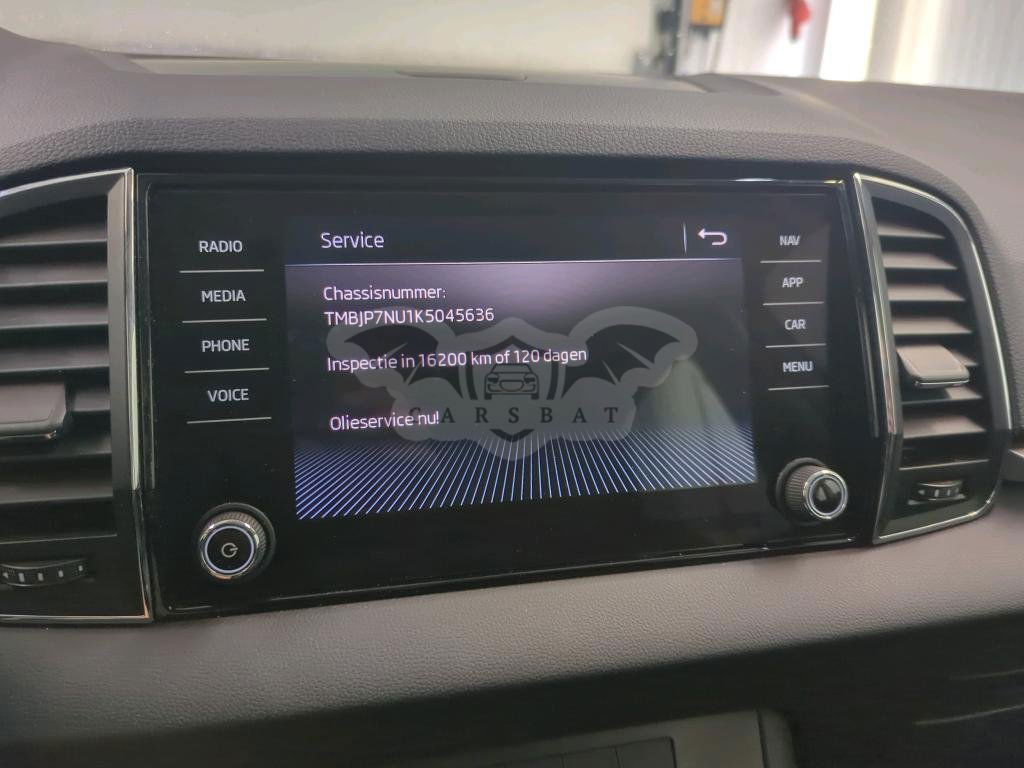 RADIO
MEDIA
PHONE
VOICE
Service
Chassisnummer:
TMBJP7NU1K5045636
Inspectie in 16200 km of 120 dagen
Olieservice nu!
CARSBAT
NAV
APP
CAR
MENU